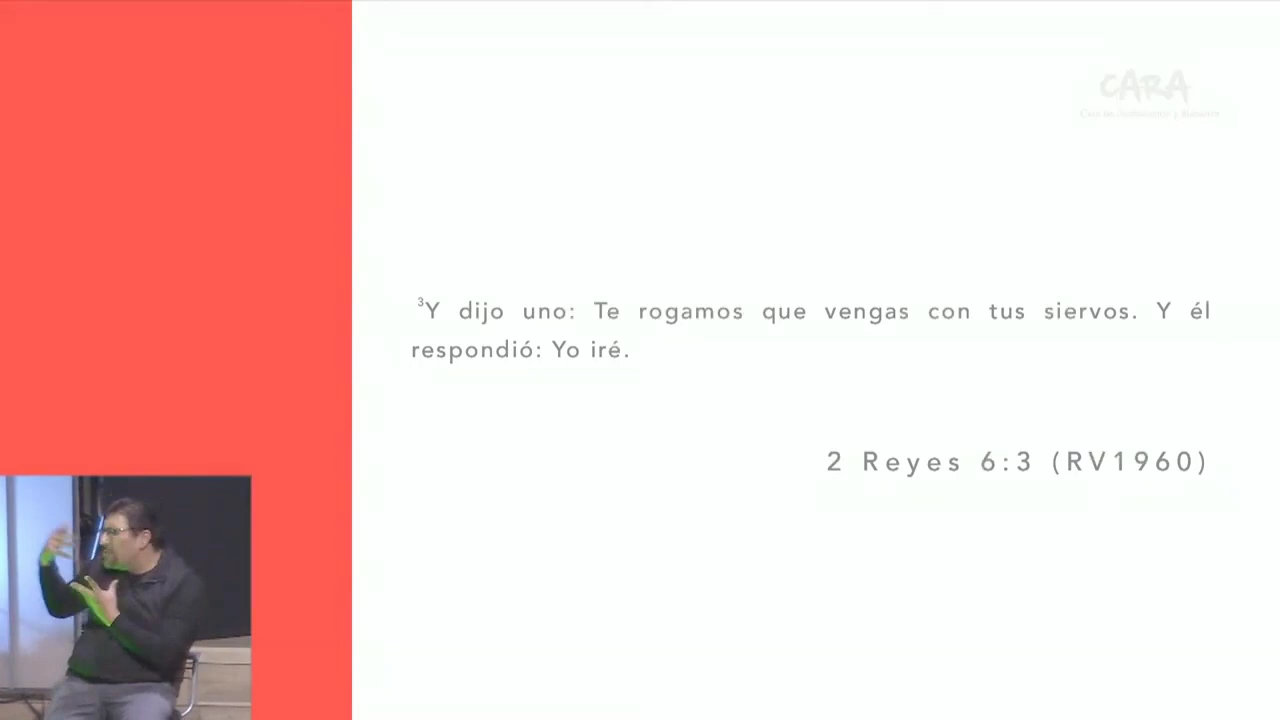 CARA
³Y dijo uno: Te rogamos que vengas con tus siervos. Y él
respondió: Yo iré.
2 Reyes 6:3 (RV1960)